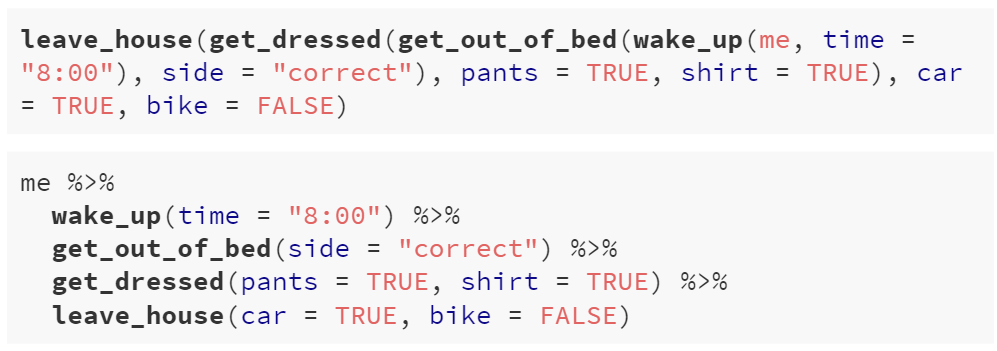 leave_house(get_dressed(get_out_of_bed(wake_up(me, time =
"8:00"), side = "correct"), pants = TRUE, shirt = TRUE), car
= TRUE, bike = FALSE)
me %>%
  wake_up(time = "8:00") %>%
  get_out_of_bed(side = "correct") %>%
  get_dressed(pants = TRUE, shirt = TRUE) %>%
  leave_house(car = TRUE, bike = FALSE)